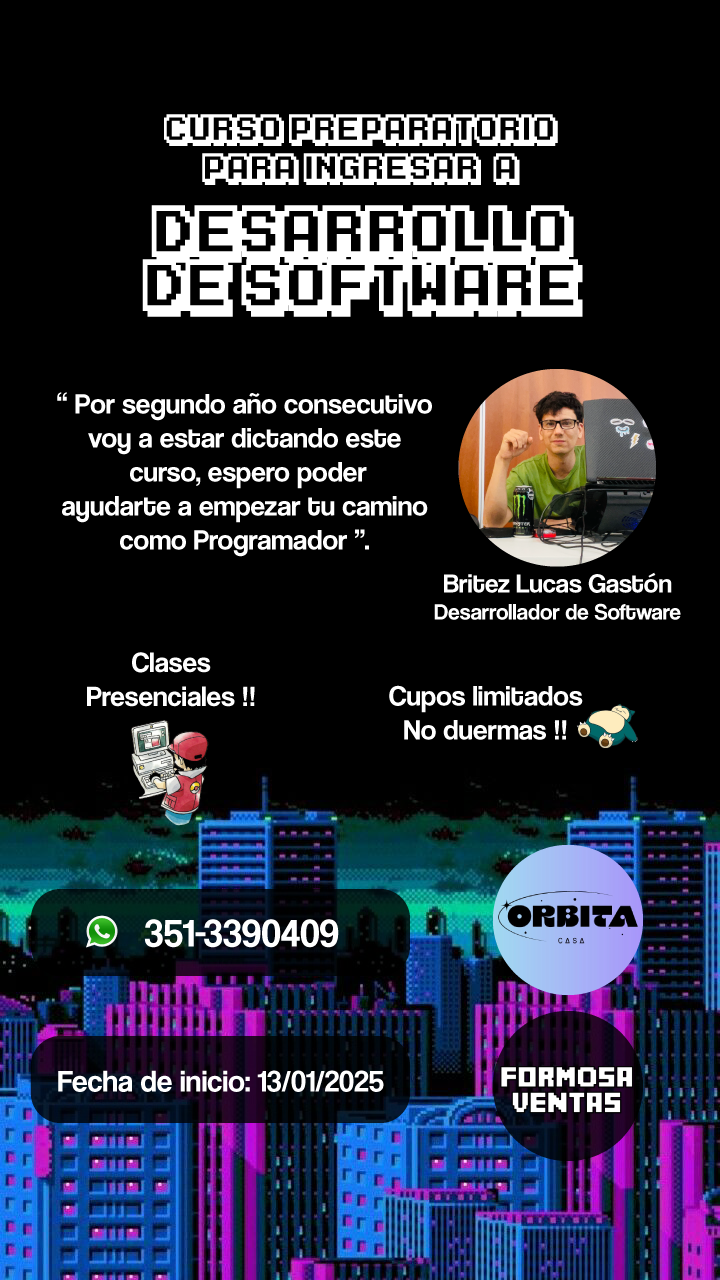 CURSO PREPARATORIO
PARA INGRESAR A
DESARROLLO
DE SOFTWARE
“ Por segundo año consecutivo
voy a estar dictando este
curso, espero poder
ayudarte a empezar tu camino
como Programador ”.
Britez Lucas Gastón
Desarrollador de Software
Clases
Presenciales !!
Cupos limitados
No duermas !!
351-3390409
ORBITA
CASA
Fecha de inicio: 13/01/2025
FORMOSA
VENTAS